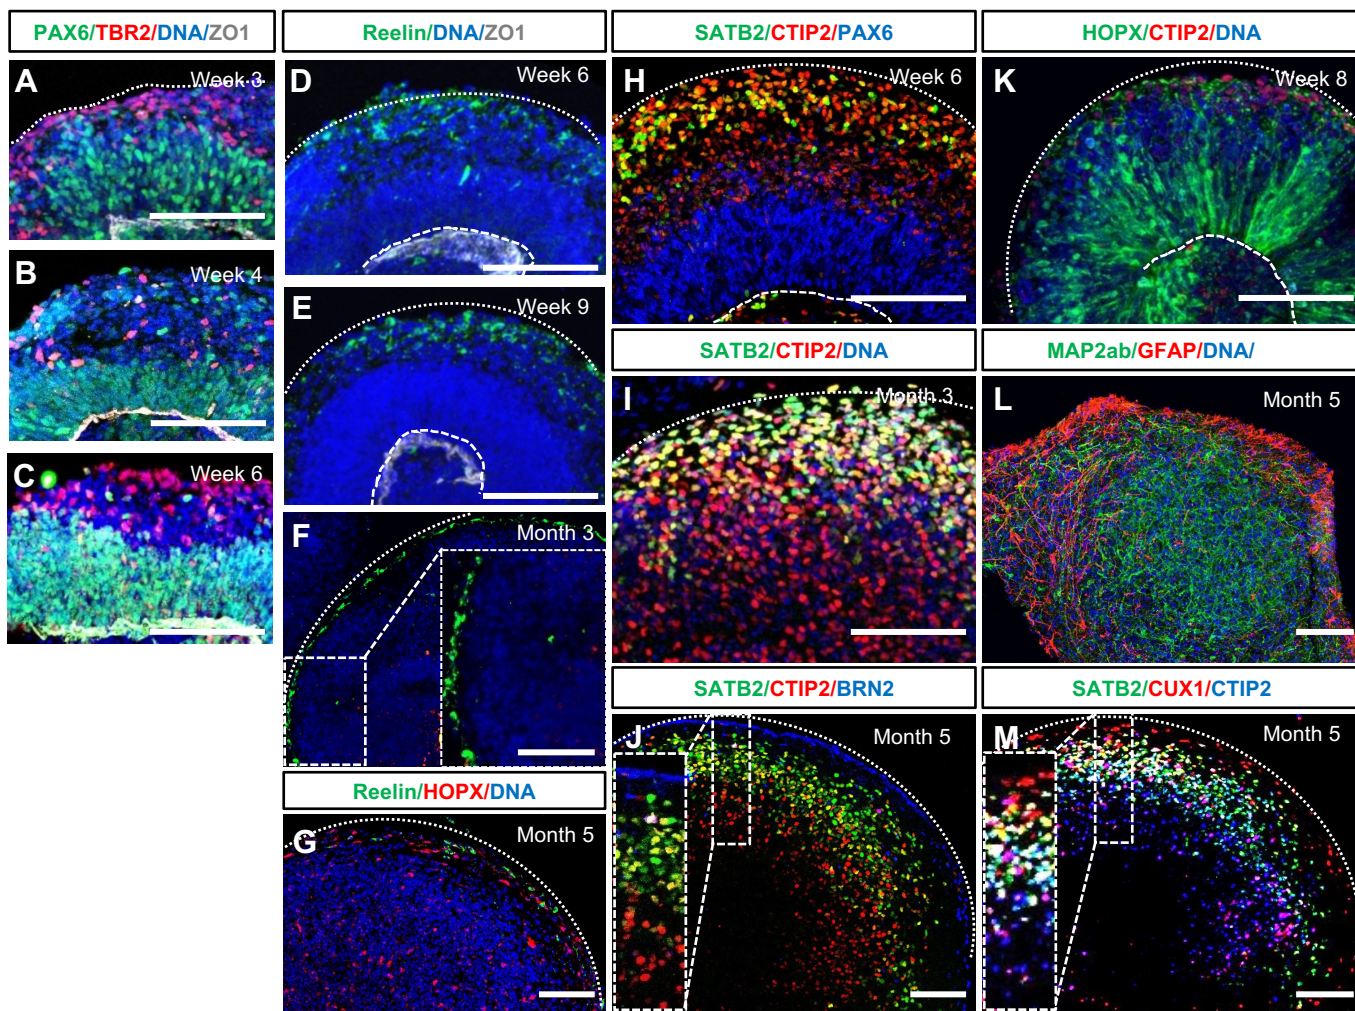 PAX6/TBR2/DNA/ZO1
A
Week 3
B
Week 4
C
Week 6
Reelin/DNA/ZO1
D
Week 6
E
Week 9
F
Month 3
Reelin/HOPX/DNA
G
Month 5
SATB2/CTIP2/PAX6
H
Week 6
SATB2/CTIP2/DNA
I
Month 3
SATB2/CTIP2/BRN2
J
Month 5
HOPX/CTIP2/DNA
K
Week 8
MAP2ab/GFAP/DNA/
L
Month 5
SATB2/CUX1/CTIP2
M
Month 5